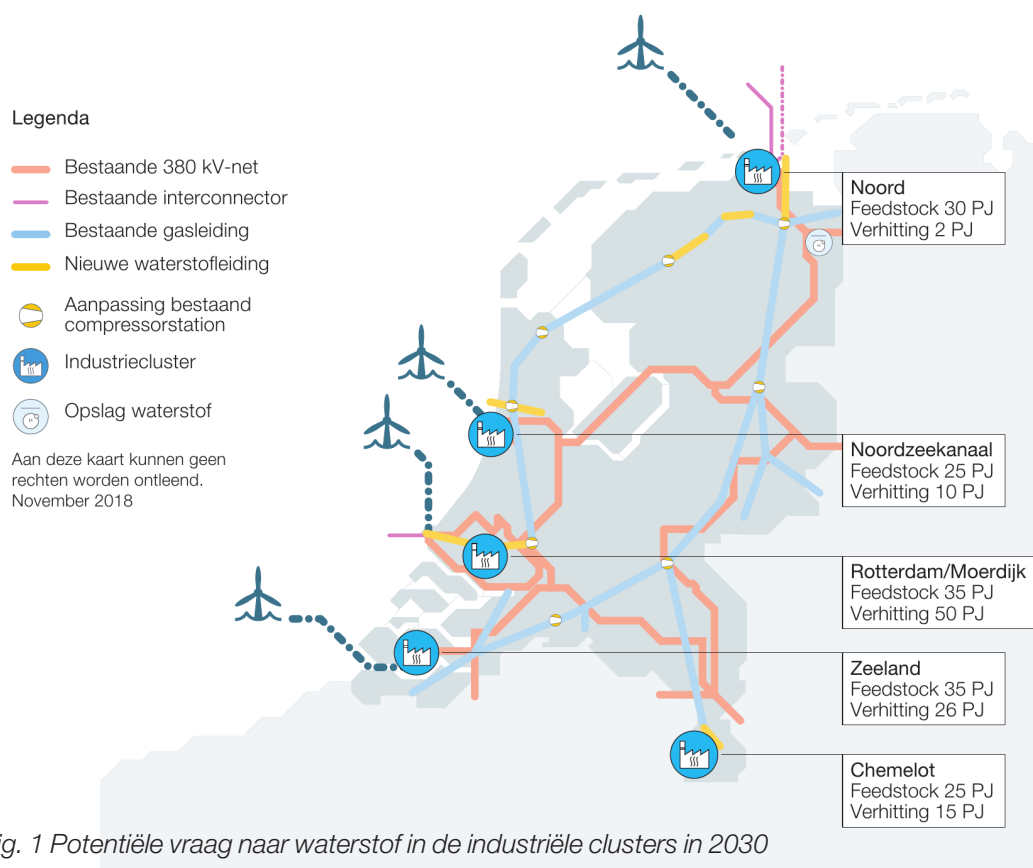 Legenda
Bestaande 380 kV-net
Bestaande interconnector
Bestaande gasleiding
Nieuwe waterstofleiding
Aanpassing bestaand
compressorstation
Industriecluster
H
Opslag waterstof
Aan deze kaart kunnen geen
rechten worden ontleend.
November 2018
Noord
Feedstock 30 PJ
Verhitting 2 PJ
H
Noordzeekanaal
Feedstock 25 PJ
Verhitting 10 PJ
Rotterdam/Moerdijk
Feedstock 35 PJ
Verhitting 50 PJ
Zeeland
Feedstock 35 PJ
Verhitting 26 PJ
Chemelot
Feedstock 25 PJ
Verhitting 15 PJ
ig. 1 Potentiële vraag naar waterstof in de industriële clusters in 2030